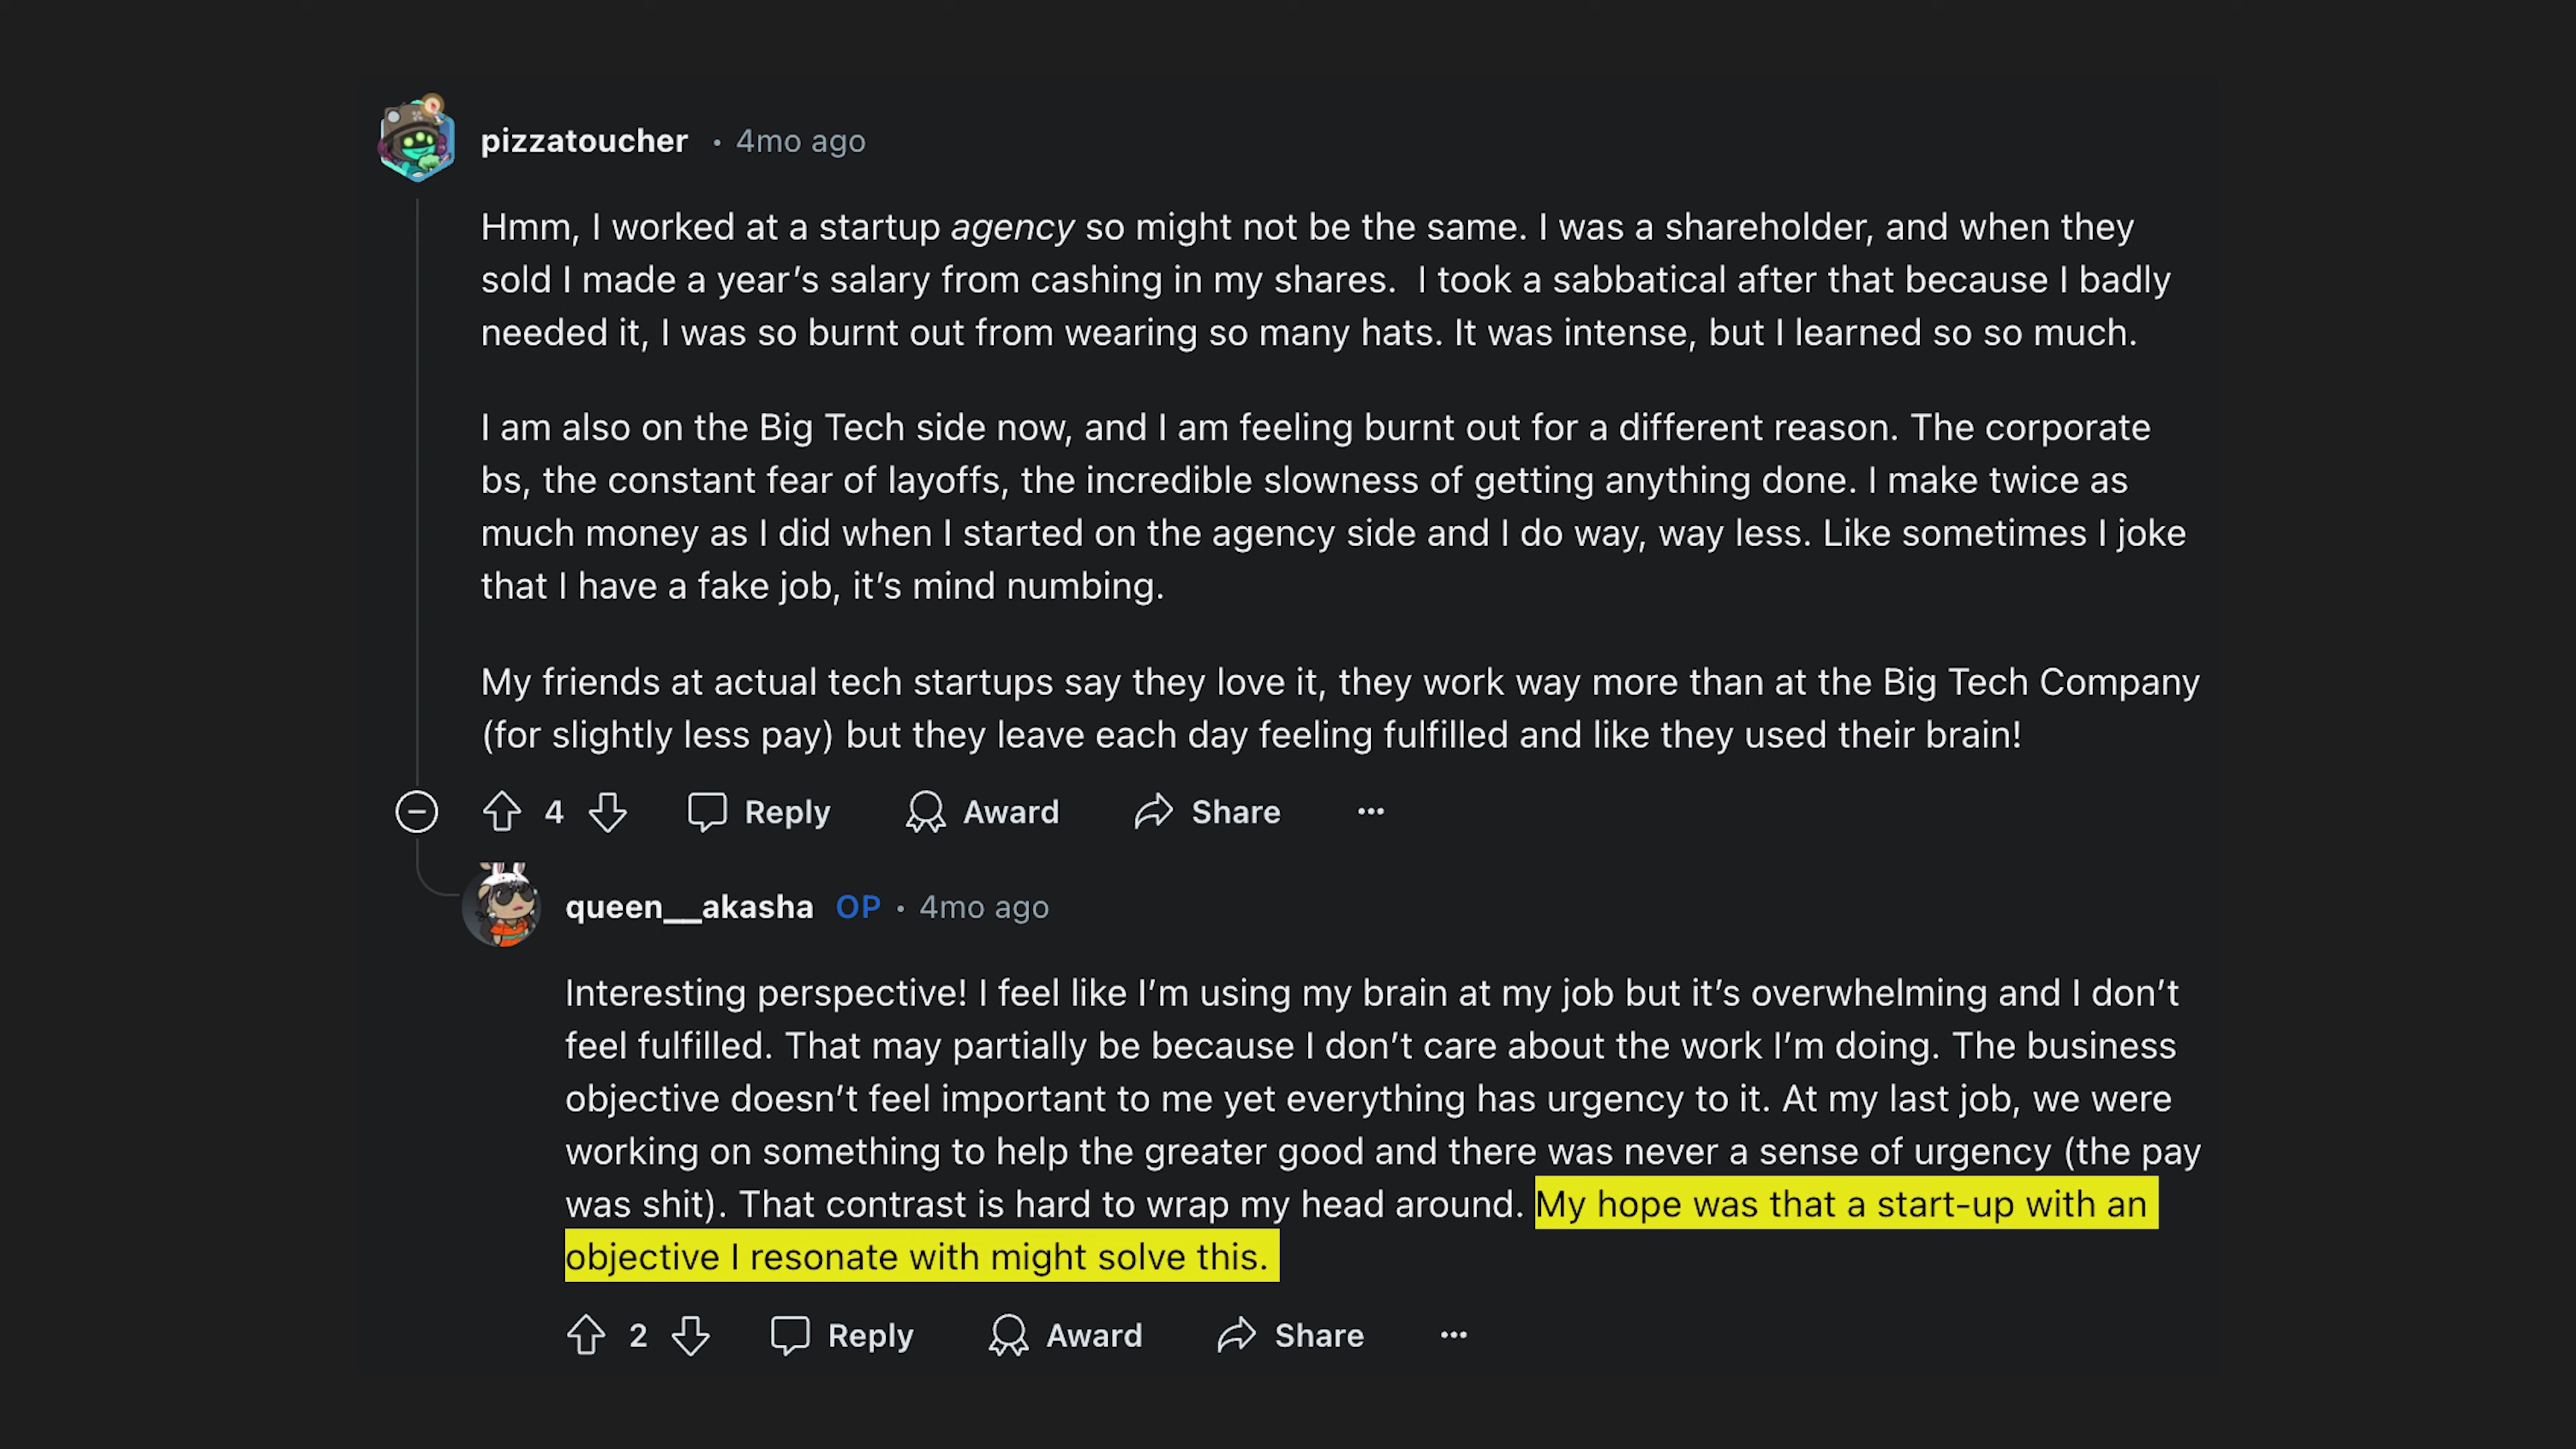 pizzatoucher • 4mo ago
Hmm, I worked at a startup agency so might not be the same. I was a shareholder, and when they
sold I made a year's salary from cashing in my shares.  I took a sabbatical after that because I badly
needed it, I was so burnt out from wearing so many hats. It was intense, but I learned so so much.
I am also on the Big Tech side now, and I am feeling burnt out for a different reason. The corporate
bs, the constant fear of layoffs, the incredible slowness of getting anything done. I make twice as
much money as I did when I started on the agency side and I do way, way less. Like sometimes I joke
that I have a fake job, it's mind numbing.
My friends at actual tech startups say they love it, they work way more than at the Big Tech Company
(for slightly less pay) but they leave each day feeling fulfilled and like they used their brain!
4 Reply Award Share ...
queen__akasha OP • 4mo ago
Interesting perspective! I feel like I'm using my brain at my job but it's overwhelming and I don't
feel fulfilled. That may partially be because I don't care about the work I'm doing. The business
objective doesn't feel important to me yet everything has urgency to it. At my last job, we were
working on something to help the greater good and there was never a sense of urgency (the pay
was shit). That contrast is hard to wrap my head around. My hope was that a start-up with an
objective I resonate with might solve this.
2 Reply Award Share ...